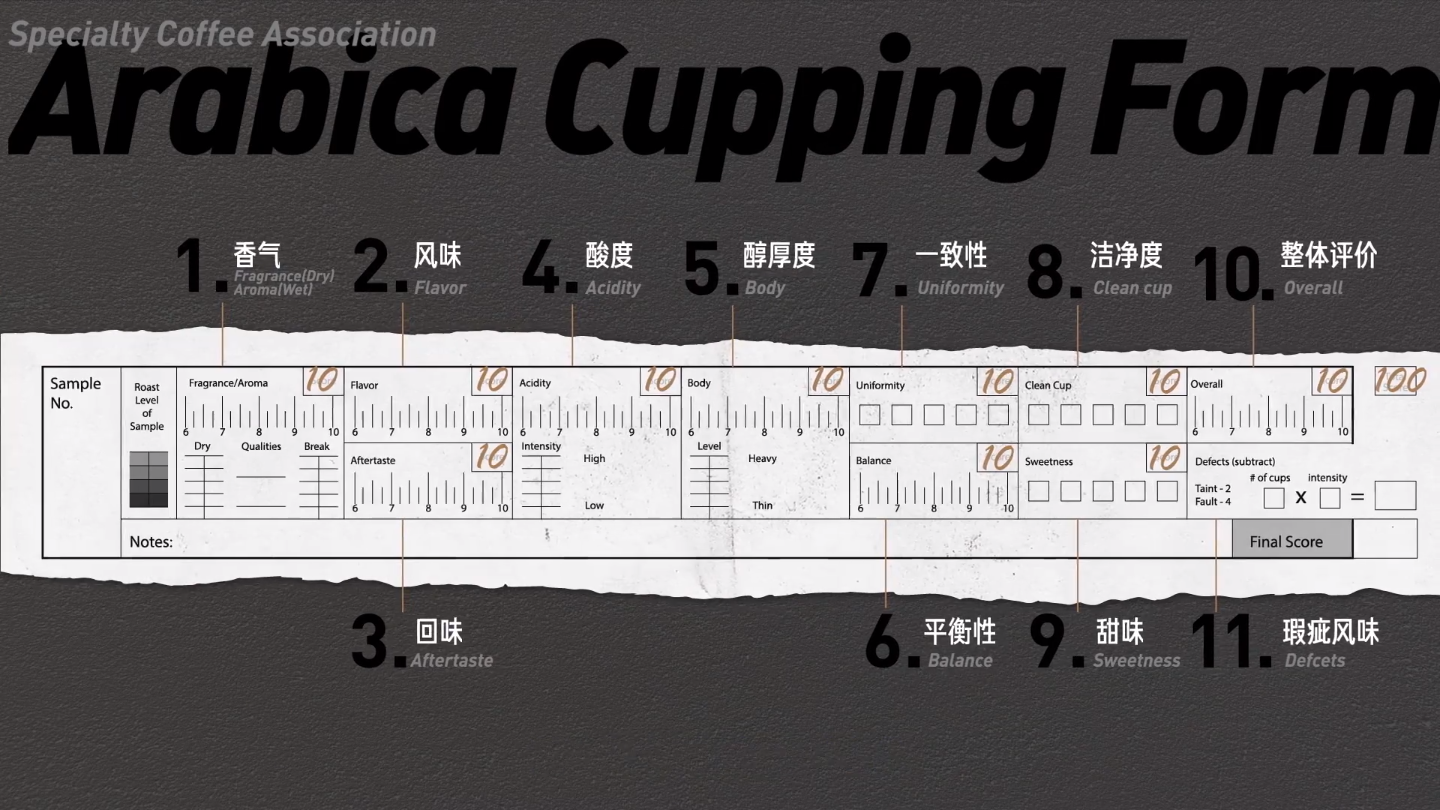 Specialty Coffee Association
Arabica Cupping Form
1. 香气
Fragrance(Dry)
Aroma(Wet)
2. 风味
Flavor
4. 酸度
Acidity
5. 醇厚度
Body
7. 一致性
Uniformity
8. 洁净度
Clean cup
10. 整体评价
Overall
Sample
No.
Roast
Level
of
Sample
Fragrance/Aroma 10
6 7 8 9 10
Dry Qualities Break
Flavor 10
6 7 8 9 10
Aftertaste 10
6 7 8 9 10
Acidity 10
6 7 8 9 10
Intensity
High
Low
Body 10
6 7 8 9 10
Level
Heavy
Thin
Uniformity 10
Balance 10
6 7 8 9 10
Clean Cup 10
Sweetness 10
Overall 10
6 7 8 9 10
100
Defects (subtract)
# of cups intensity
Taint - 2
Fault - 4
X =
Notes:
Final Score
3. 回味
Aftertaste
6. 平衡性
Balance
9. 甜味
Sweetness
11. 瑕疵风味
Defcets